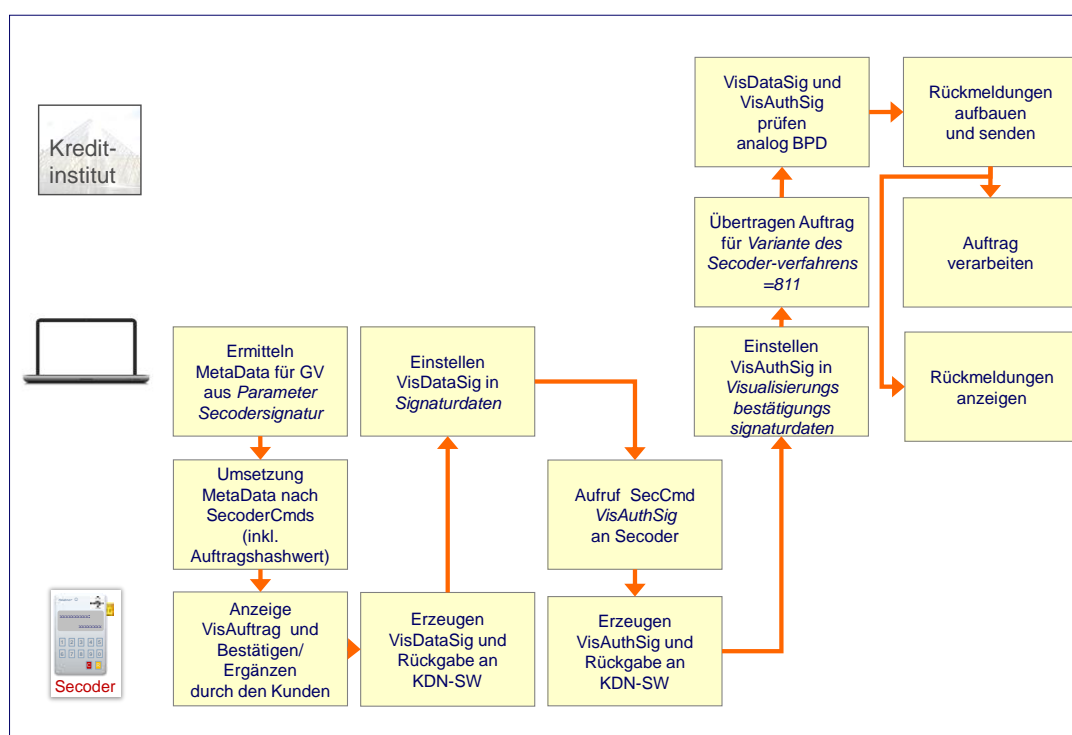 Kredit-
institut
Secoder
Ermitteln
MetaData für GV
aus Parameter
Secodersignatur
Umsetzung
MetaData nach
SecoderCmds
(inkl.
Auftragshashwert)
Anzeige
VisAuftrag und
Bestätigen/
Ergänzen
durch den Kunden
Erzeugen
VisDataSig und
Rückgabe an
KDN-SW
Einstellen
VisDataSig in
Signaturdaten
Aufruf SecCmd
VisAuthSig
an Secoder
Erzeugen
VisAuthSig und
Rückgabe an
KDN-SW
Einstellen
VisAuthSig in
Visualisierungs
bestätigungs
signaturdaten
Übertragen Auftrag
für Variante des
Secoder-verfahrens
=811
VisDataSig und
VisAuthSig
prüfen
analog BPD
Rückmeldungen
aufbauen
und senden
Auftrag
verarbeiten
Rückmeldungen
anzeigen